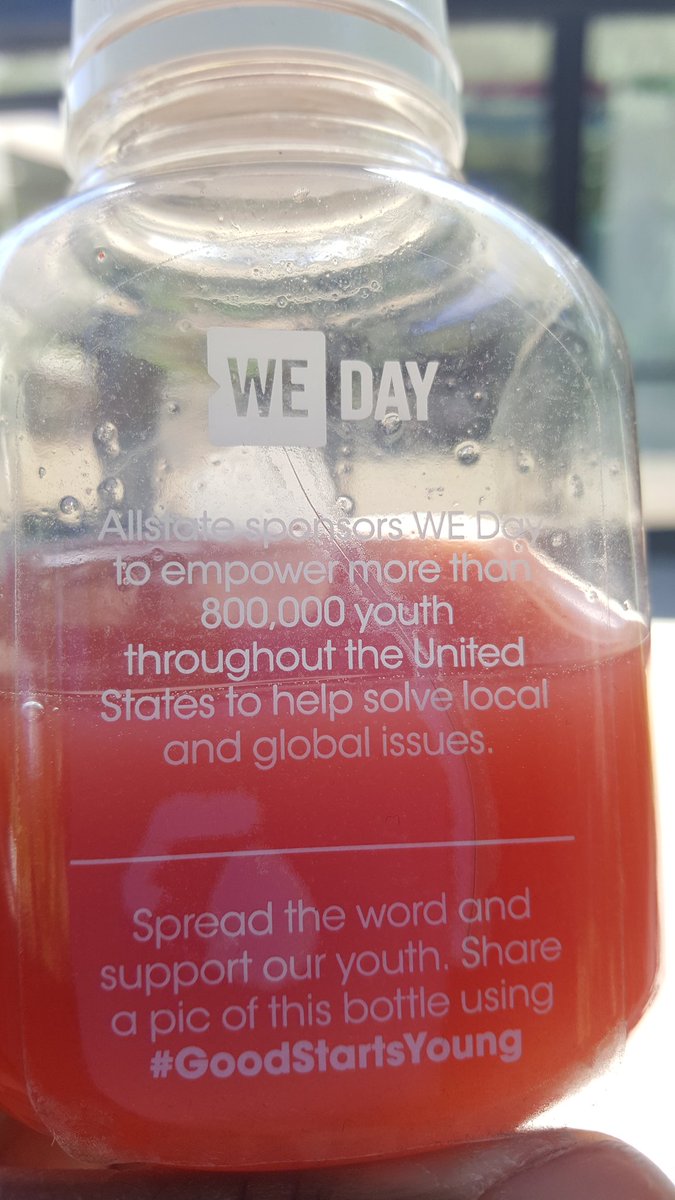 WE DAY
Allstate sponsors WE Day
to empower more than
800,000 youth
throughout the United
States to help solve local
and global issues.
Spread the word and
support our youth. Share
a pic of this bottle using
#GoodStartsYoung